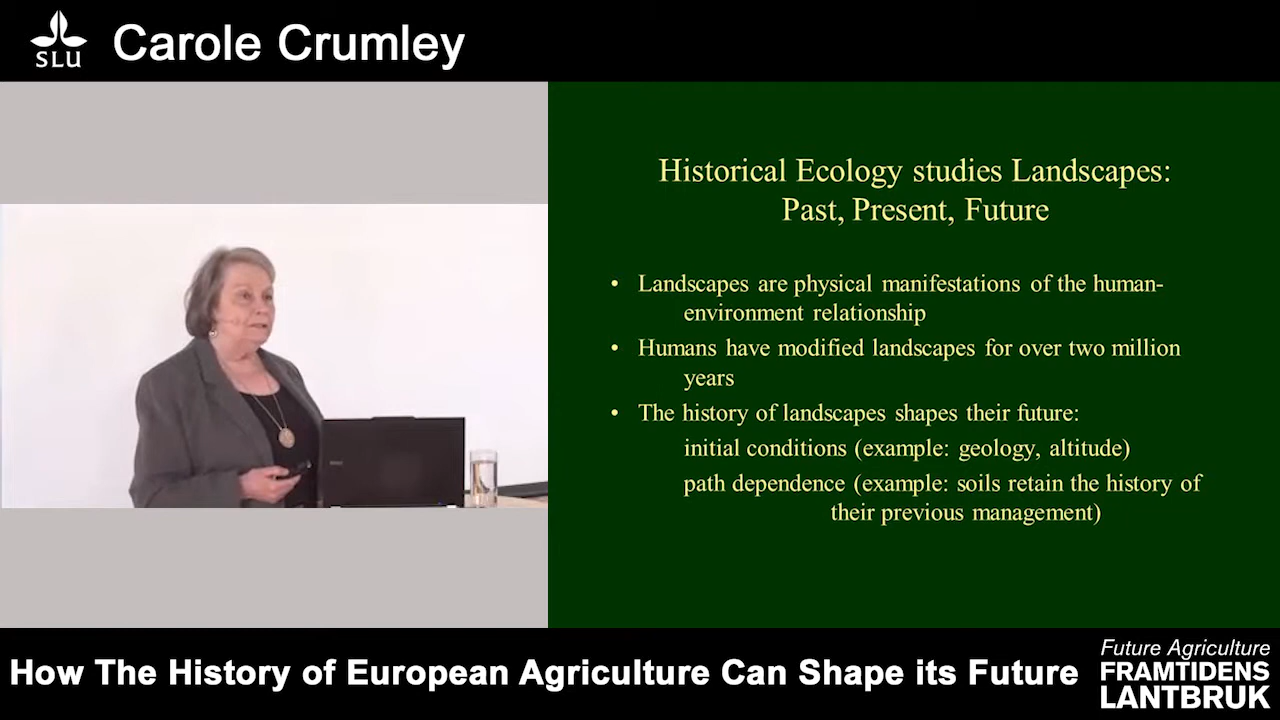 SLU
Carole Crumley
Historical Ecology studies Landscapes:
Past, Present, Future
• Landscapes are physical manifestations of the human-
environment relationship
• Humans have modified landscapes for over two million
years
• The history of landscapes shapes their future:
initial conditions (example: geology, altitude)
path dependence (example: soils retain the history of
their previous management)
How The History of European Agriculture Can Shape its Future
Future Agriculture
FRAMTIDENS
LANTBRUK